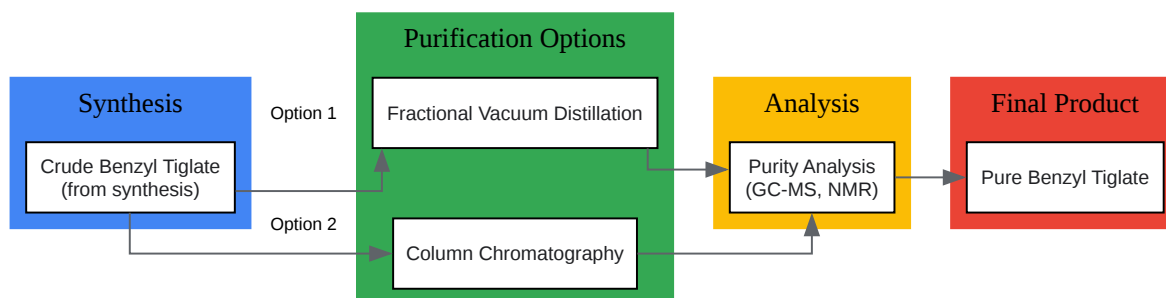 Synthesis
Crude Benzyl Tiglate
(from synthesis)
Option 1
Option 2
Purification Options
Fractional Vacuum Distillation
Column Chromatography
Analysis
Purity Analysis
(GC-MS, NMR)
Final Product
Pure Benzyl Tiglate